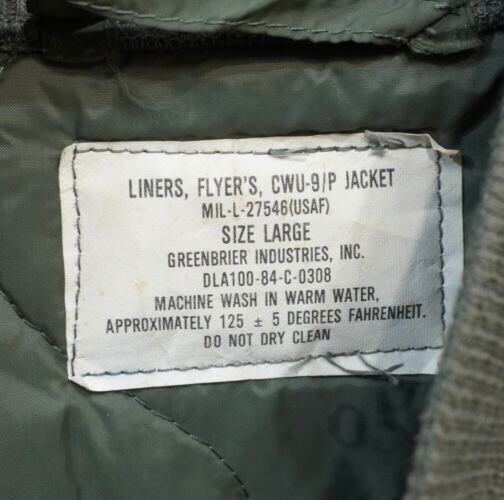 LINERS, FLYER'S, CWU-9/P JACKET
MIL-L-27546(USAF)
SIZE LARGE
GREENBRIER INDUSTRIES, INC.
DLA100-84-C-0308
MACHINE WASH IN WARM WATER,
APPROXIMATELY 125 ± 5 DEGREES FAHRENHEIT.
DO NOT DRY CLEAN